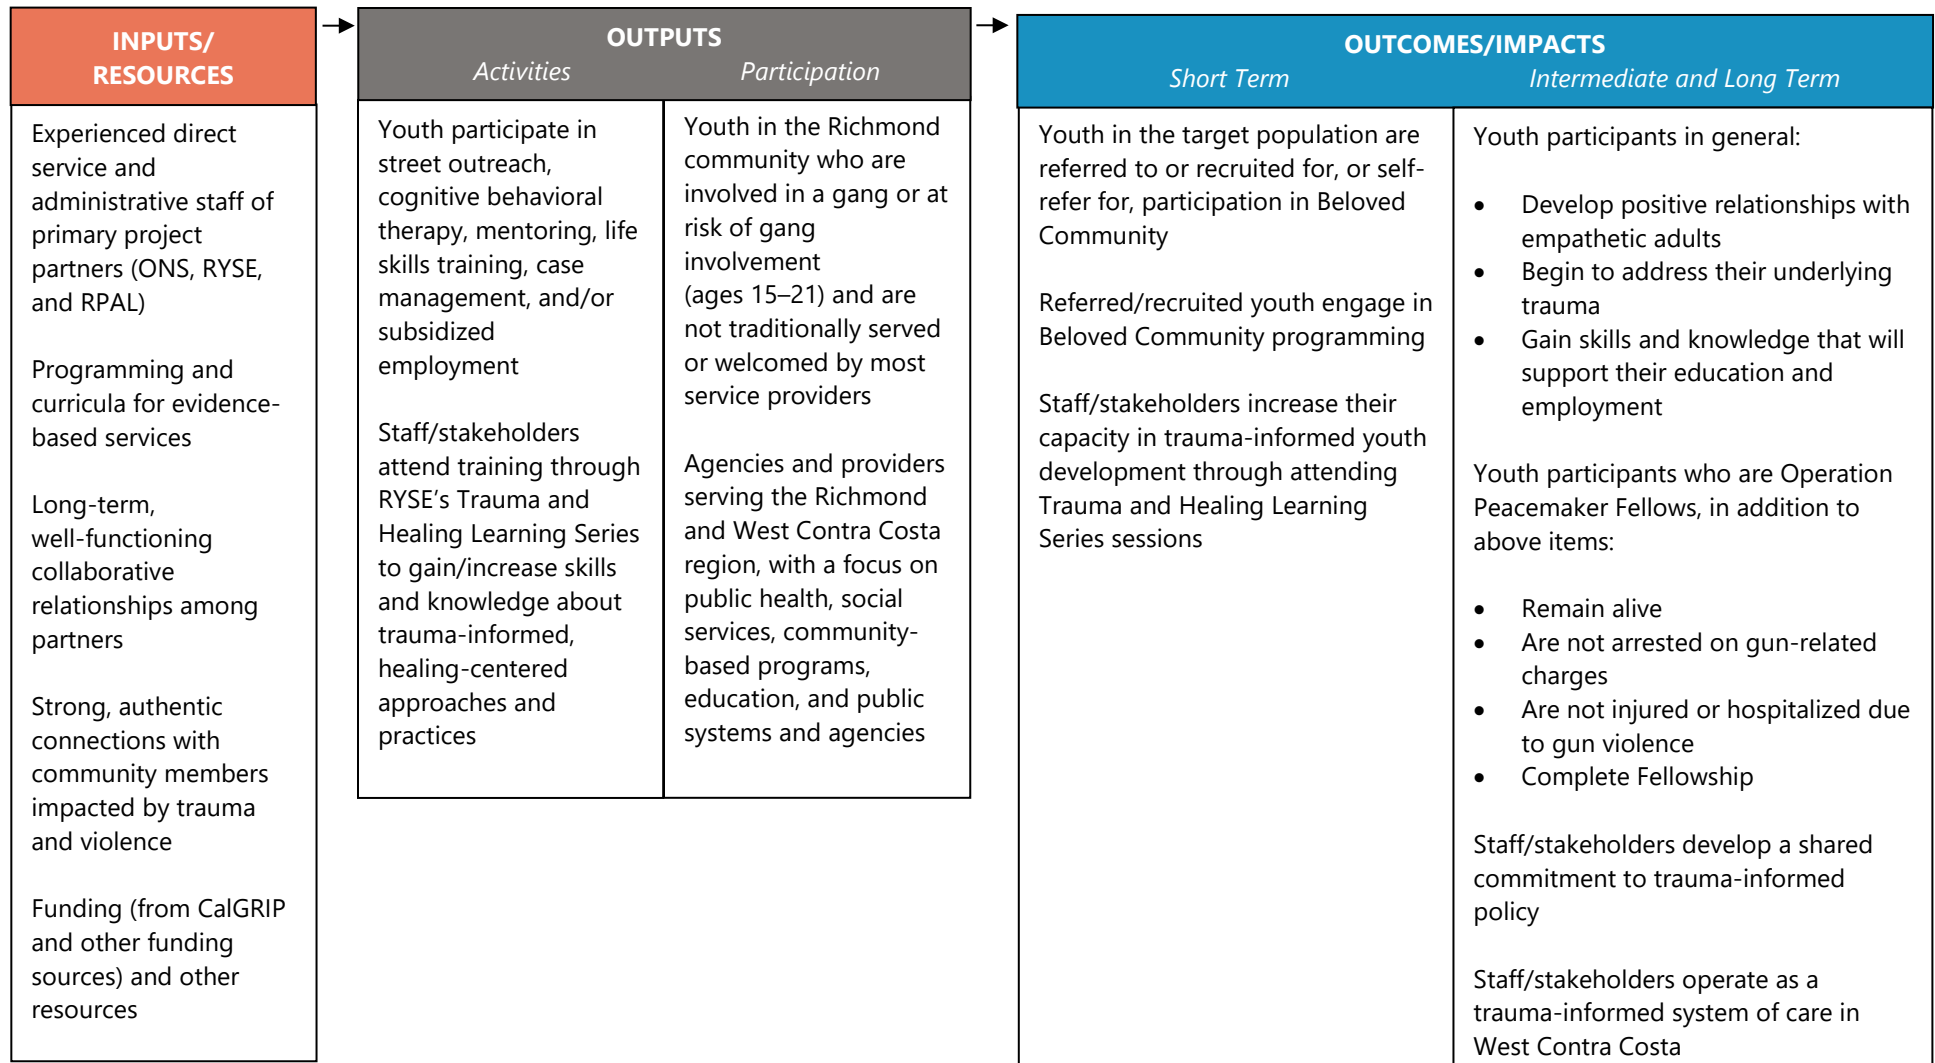 INPUTS/
RESOURCES
Experienced direct
service and
administrative staff of
primary project
partners (ONS, RYSE,
and RPAL)
Programming and
curricula for evidence-
based services
Long-term,
well-functioning
collaborative
relationships among
partners
Strong, authentic
connections with
community members
impacted by trauma
and violence
Funding (from CalGRIP
and other funding
sources) and other
resources
OUTPUTS
Activities
Participation
Youth participate in
street outreach,
cognitive behavioral
therapy, mentoring, life
skills training, case
management, and/or
subsidized
employment
Staff/stakeholders
attend training through
RYSE’s Trauma and
Healing Learning Series
to gain/increase skills
and knowledge about
trauma-informed,
healing-centered
approaches and
practices
Youth in the Richmond
community who are
involved in a gang or at
risk of gang
involvement
(ages 15–21) and are
not traditionally served
or welcomed by most
service providers
Agencies and providers
serving the Richmond
and West Contra Costa
region, with a focus on
public health, social
services, community-
based programs,
education, and public
systems and agencies
OUTCOMES/IMPACTS
Short Term
Intermediate and Long Term
Youth in the target population are
referred to or recruited for, or self-
refer for, participation in Beloved
Community
Referred/recruited youth engage in
Beloved Community programming
Staff/stakeholders increase their
capacity in trauma-informed youth
development through attending
Trauma and Healing Learning
Series sessions
Youth participants in general:
• Develop positive relationships with
empathetic adults
• Begin to address their underlying
trauma
• Gain skills and knowledge that will
support their education and
employment
Youth participants who are Operation
Peacemaker Fellows, in addition to
above items:
• Remain alive
• Are not arrested on gun-related
charges
• Are not injured or hospitalized due
to gun violence
• Complete Fellowship
Staff/stakeholders develop a shared
commitment to trauma-informed
policy
Staff/stakeholders operate as a
trauma-informed system of care in
West Contra Costa